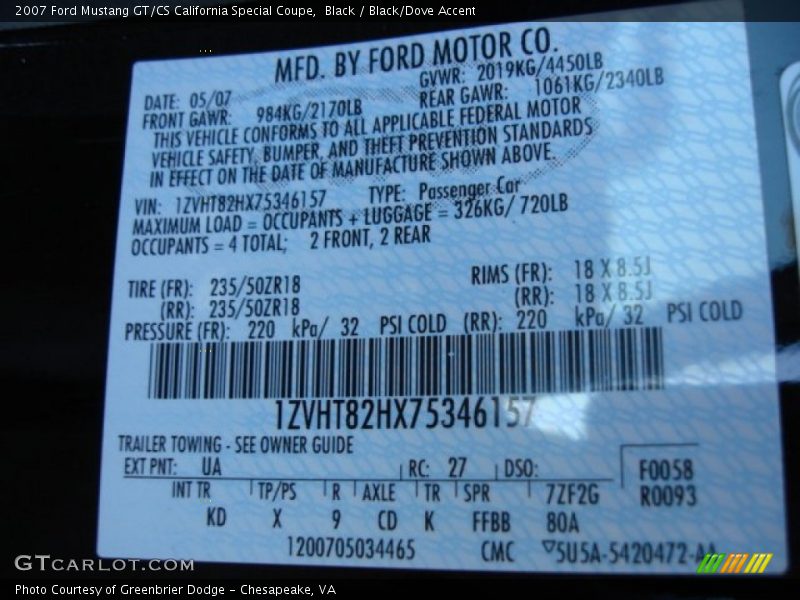 2007 Ford Mustang GT/CS California Special Coupe, Black / Black/Dove Accent
MFD. BY FORD MOTOR CO.
DATE: 05/07 GVWR: 2019KG/4450LB
FRONT GAWR: 984KG/2170LB REAR GAWR: 1061KG/2340LB
THIS VEHICLE CONFORMS TO ALL APPLICABLE FEDERAL MOTOR
VEHICLE SAFETY, BUMPER, AND THEFT PREVENTION STANDARDS
IN EFFECT ON THE DATE OF MANUFACTURE SHOWN ABOVE.
VIN: 1ZVHT82HX75346157 TYPE: Passenger Car
MAXIMUM LOAD = OCCUPANTS + LUGGAGE = 326KG/ 720LB
OCCUPANTS = 4 TOTAL; 2 FRONT, 2 REAR
TIRE (FR): 235/50ZR18 RIMS (FR): 18 X 8.5J
(RR): 235/50ZR18 (RR): 18 X 8.5J
PRESSURE (FR): 220 kPa/ 32 PSI COLD (RR): 220 kPa/ 32 PSI COLD
1ZVHT82HX75346157
TRAILER TOWING - SEE OWNER GUIDE
EXT PNT: UA RC: 27 DSO: F0058
INT TR TP/PS R AXLE TR SPR 7ZF2G R0093
KD X 9 CD K FFBB 80A
1200705034465 CMC ▽5U5A-5420472-AA
GTCARLOT.COM
Photo Courtesy of Greenbrier Dodge - Chesapeake, VA